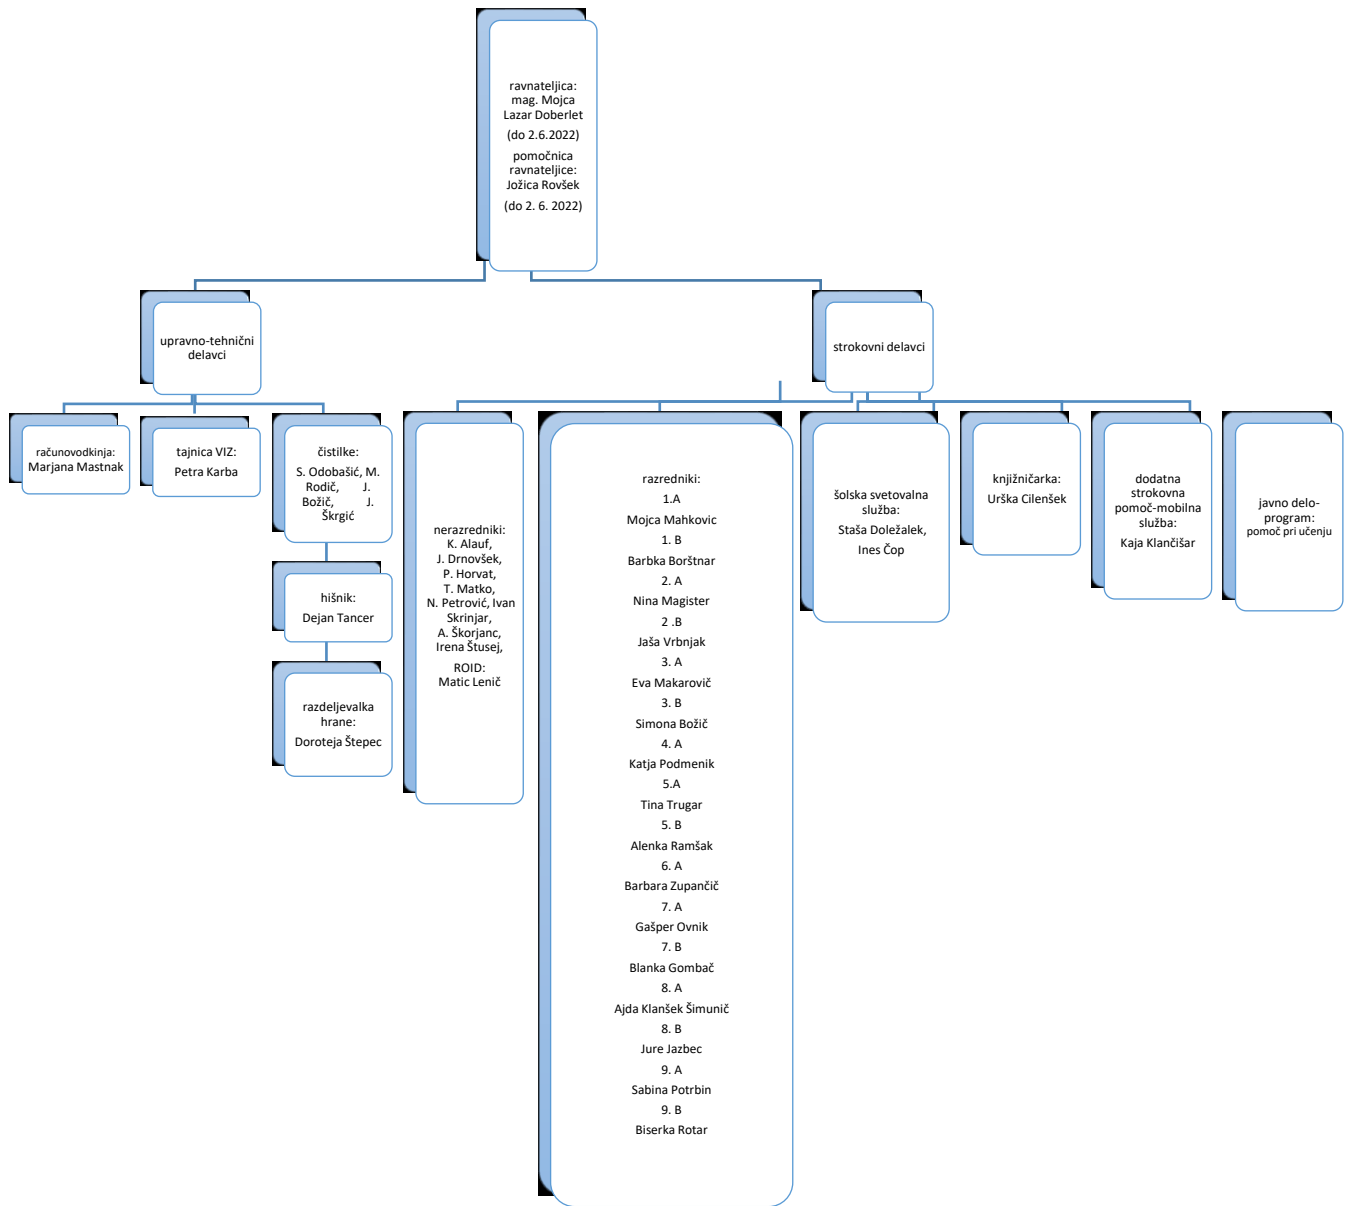 ravnateljica:
mag. Mojca
Lazar Doberlet
(do 2.6.2022)
pomočnica
ravnateljice:
Jožica Rovšek
(do 2. 6. 2022)
upravno-tehnični
delavci
strokovni delavci
računovodkinja:
Marjana Mastnak
tajnica VIZ:
Petra Karba
čistilke:
S. Odobašić, M.
Rodič, J.
Božič, J.
Škrgić
hišnik:
Dejan Tancer
razdeljevalka
hrane:
Doroteja Štepec
nerazredniki:
K. Alauf,
J. Drnovšek,
P. Horvat,
T. Matko,
N. Petrović, Ivan
Skrinjar,
A. Škorjanc,
Irena Štusej,
ROID:
Matic Lenič
razredniki:
1.A
Mojca Mahkovic
1. B
Barbka Borštnar
2. A
Nina Magister
2 .B
Jaša Vrbnjak
3. A
Eva Makarovič
3. B
Simona Božič
4. A
Katja Podmenik
5.A
Tina Trugar
5. B
Alenka Ramšak
6. A
Barbara Zupančič
7. A
Gašper Ovnik
7. B
Blanka Gombač
8. A
Ajda Klanšek Šimunič
8. B
Jure Jazbec
9. A
Sabina Potrbin
9. B
Biserka Rotar
šolska svetovalna
služba:
Staša Doležalek,
Ines Čop
knjižničarka:
Urška Cilenšek
dodatna
strokovna
pomoč-mobilna
služba:
Kaja Klančišar
javno delo-
program:
pomoč pri učenju